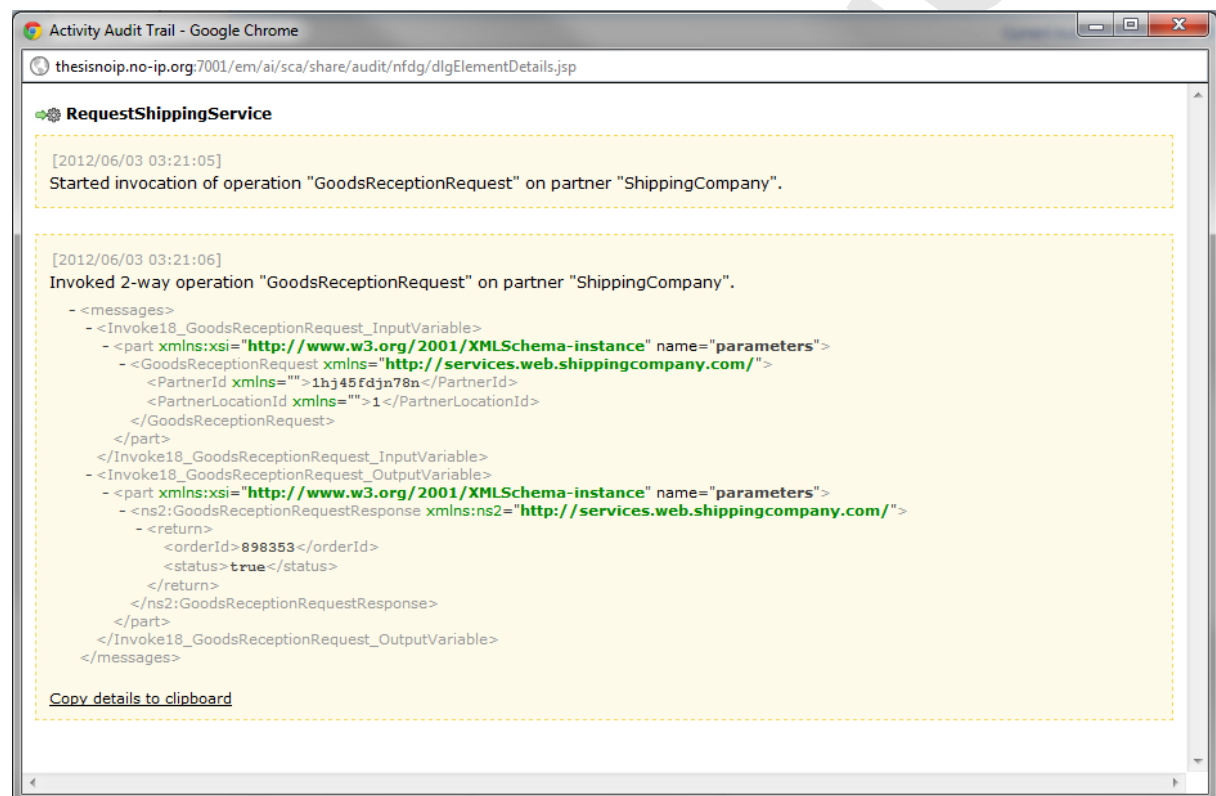 Activity Audit Trail - Google Chrome
thesisnoip.no-ip.org:7001/em/ai/sca/share/audit/nfdg/dlgElementDetails.jsp
RequestShippingService
[2012/06/03 03:21:05]
Started invocation of operation "GoodsReceptionRequest" on partner "ShippingCompany".
[2012/06/03 03:21:06]
Invoked 2-way operation "GoodsReceptionRequest" on partner "ShippingCompany".
- <messages>
- <Invoke18_GoodsReceptionRequest_InputVariable>
- <part xmlns:xsi="http://www.w3.org/2001/XMLSchema-instance" name="parameters">
- <GoodsReceptionRequest xmlns="http://services.web.shippingcompany.com/">
<PartnerId xmlns="">1hj45fdjn78n</PartnerId>
<PartnerLocationId xmlns="">1</PartnerLocationId>
</GoodsReceptionRequest>
</part>
</Invoke18_GoodsReceptionRequest_InputVariable>
- <Invoke18_GoodsReceptionRequest_OutputVariable>
- <part xmlns:xsi="http://www.w3.org/2001/XMLSchema-instance" name="parameters">
- <ns2:GoodsReceptionRequestResponse xmlns:ns2="http://services.web.shippingcompany.com/">
- <return>
<orderId>898353</orderId>
<status>true</status>
</return>
</ns2:GoodsReceptionRequestResponse>
</part>
</Invoke18_GoodsReceptionRequest_OutputVariable>
</messages>
Copy details to clipboard